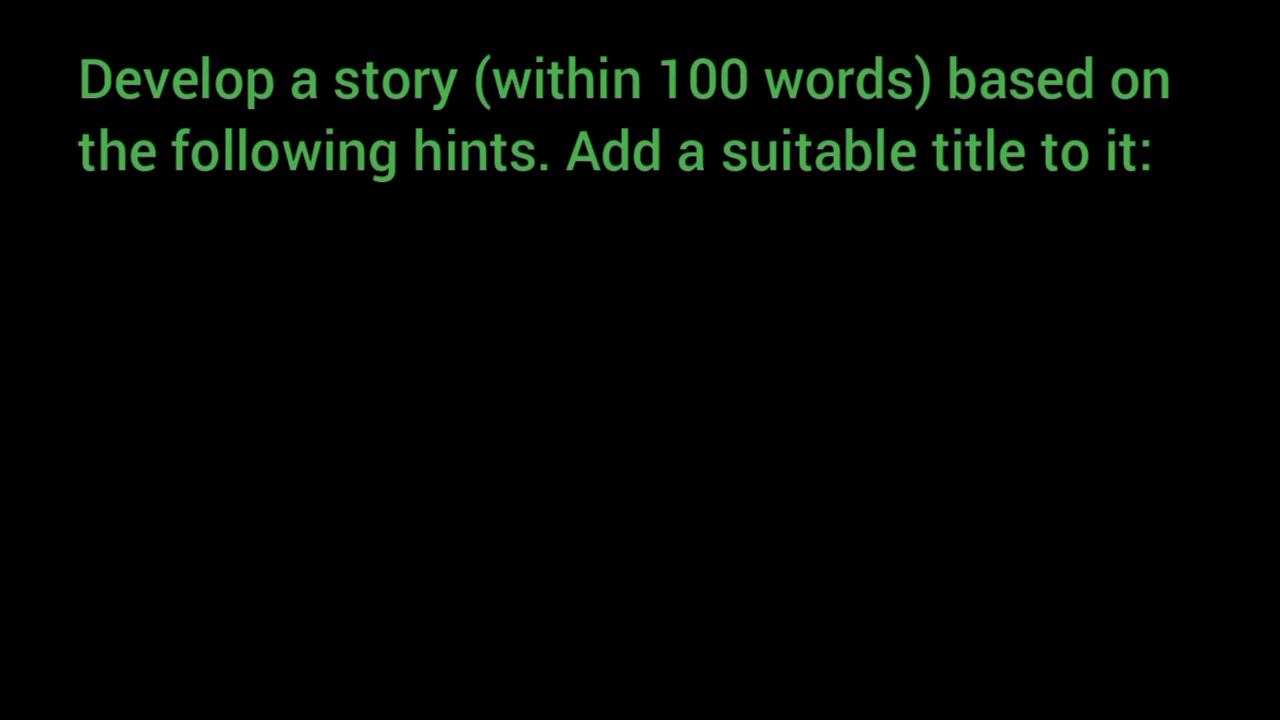 Develop a story (within 100 words) based on
the following hints. Add a suitable title to it: